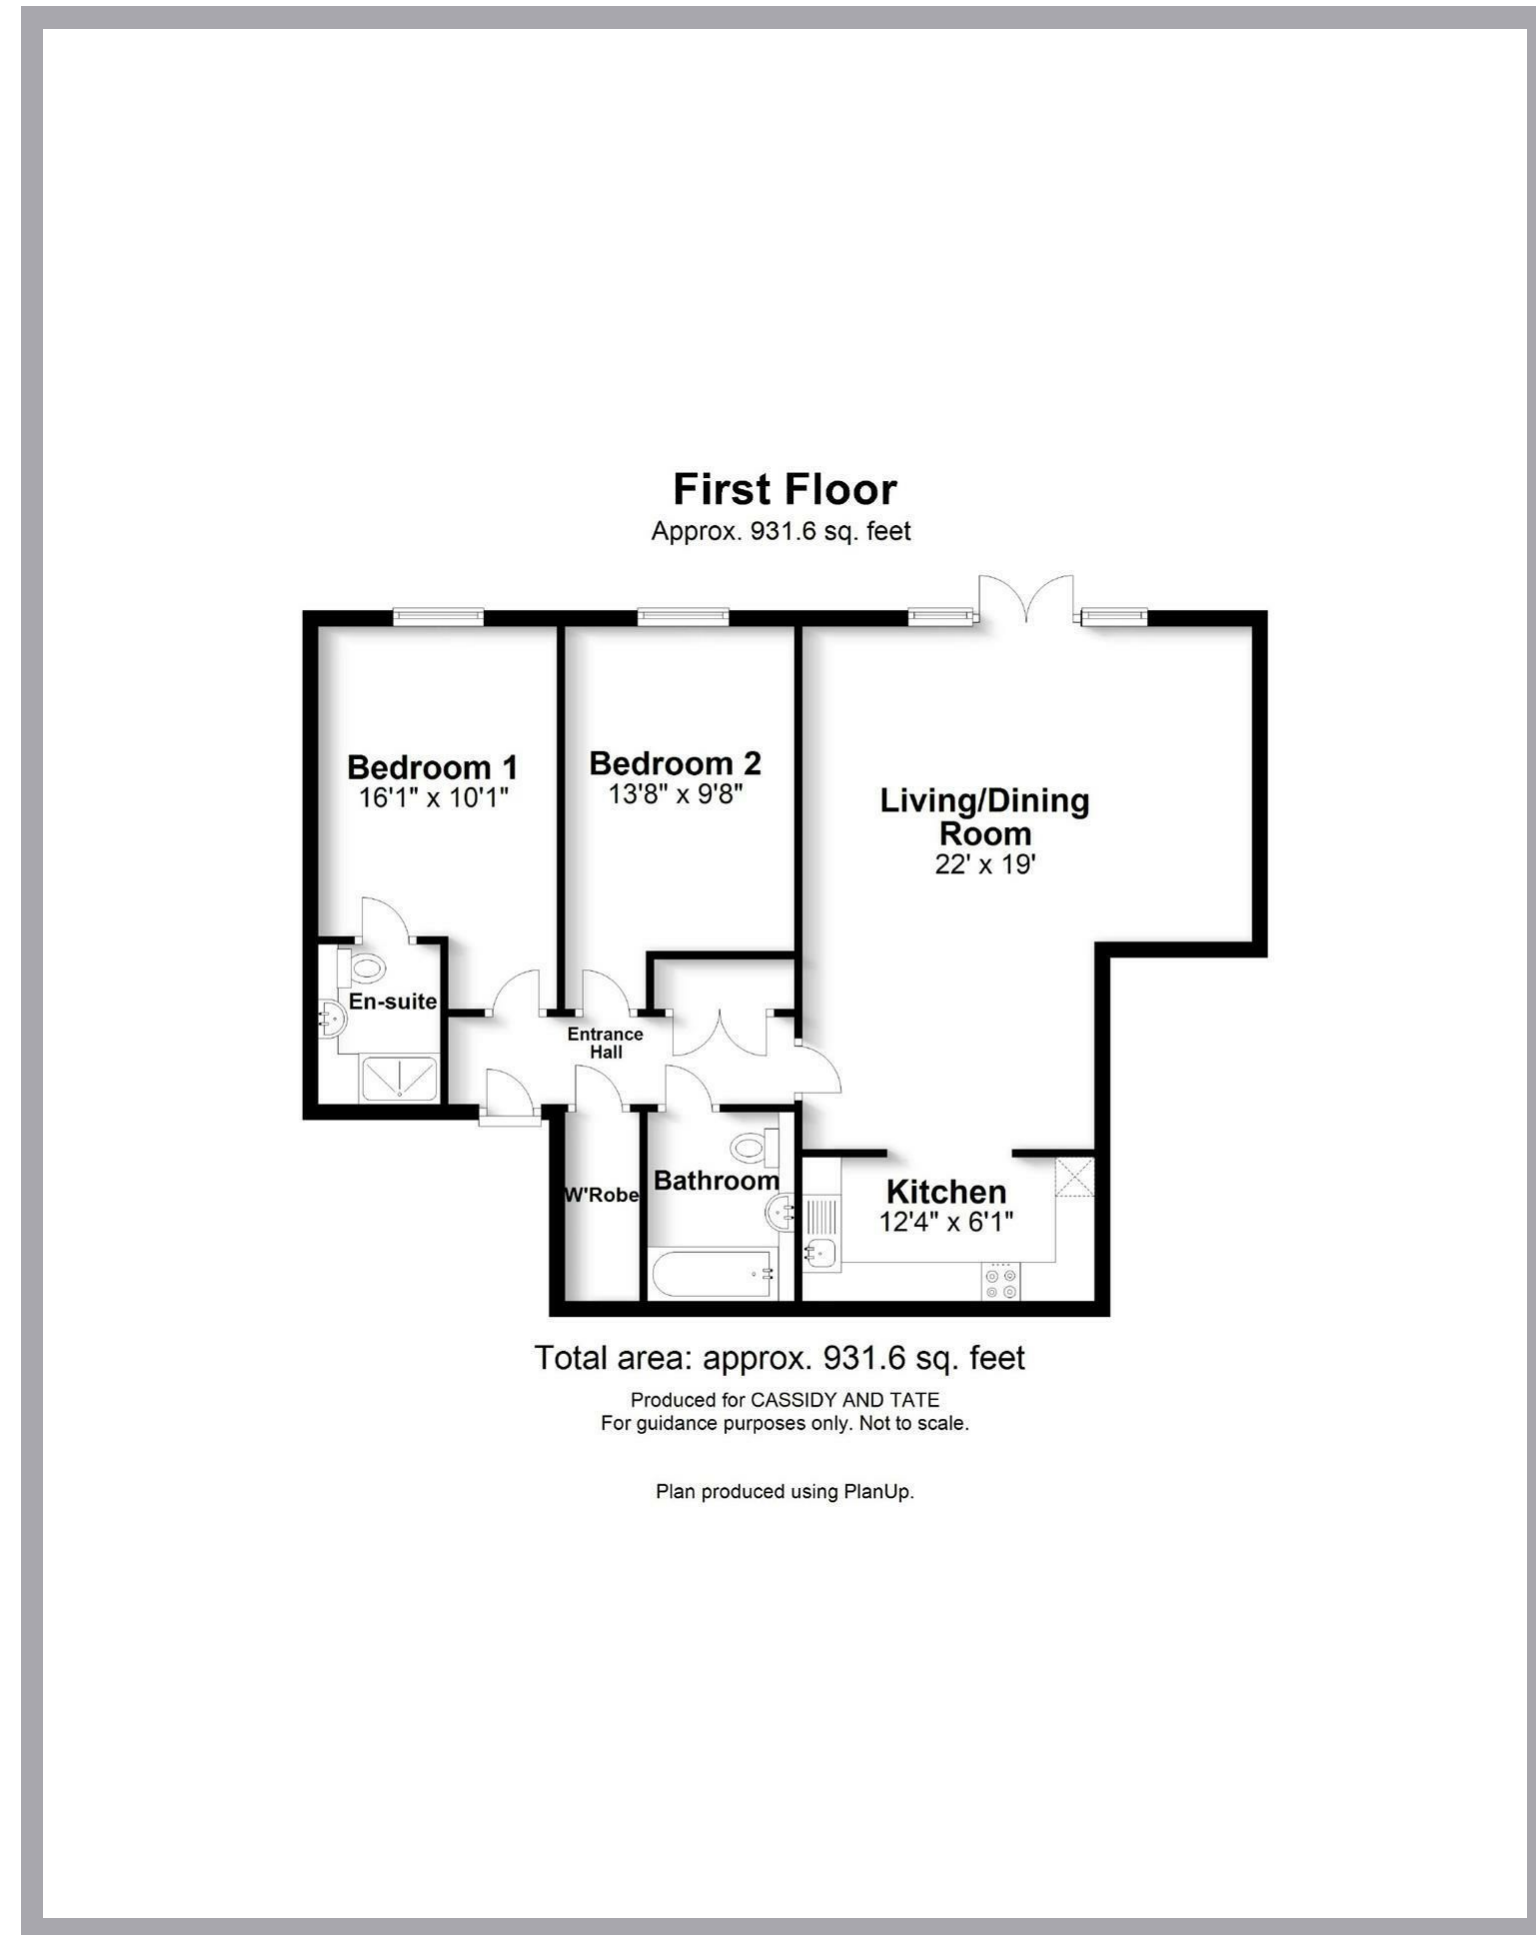 First Floor
Approx. 931.6 sq. feet
Bedroom 1
16'1" x 10'1"
Bedroom 2
13'8" x 9'8"
Living/Dining
Room
22' x 19'
En-suite
Entrance
Hall
W'Robe
Bathroom
Kitchen
12'4" x 6'1"
Total area: approx. 931.6 sq. feet
Produced for CASSIDY AND TATE
For guidance purposes only. Not to scale.
Plan produced using PlanUp.